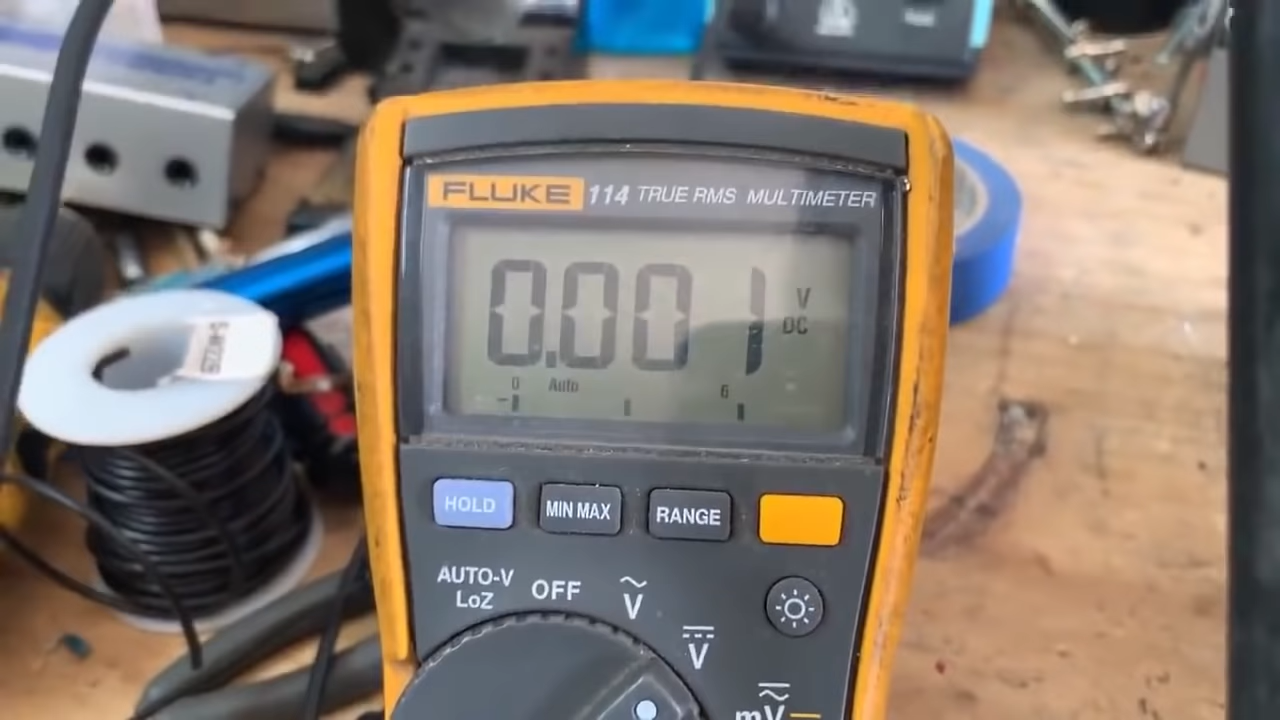 FLUKE 114 TRUE RMS MULTIMETER
0.001 V DC
0 Auto 6
HOLD MIN MAX RANGE
AUTO-V LoZ OFF V
V
mV